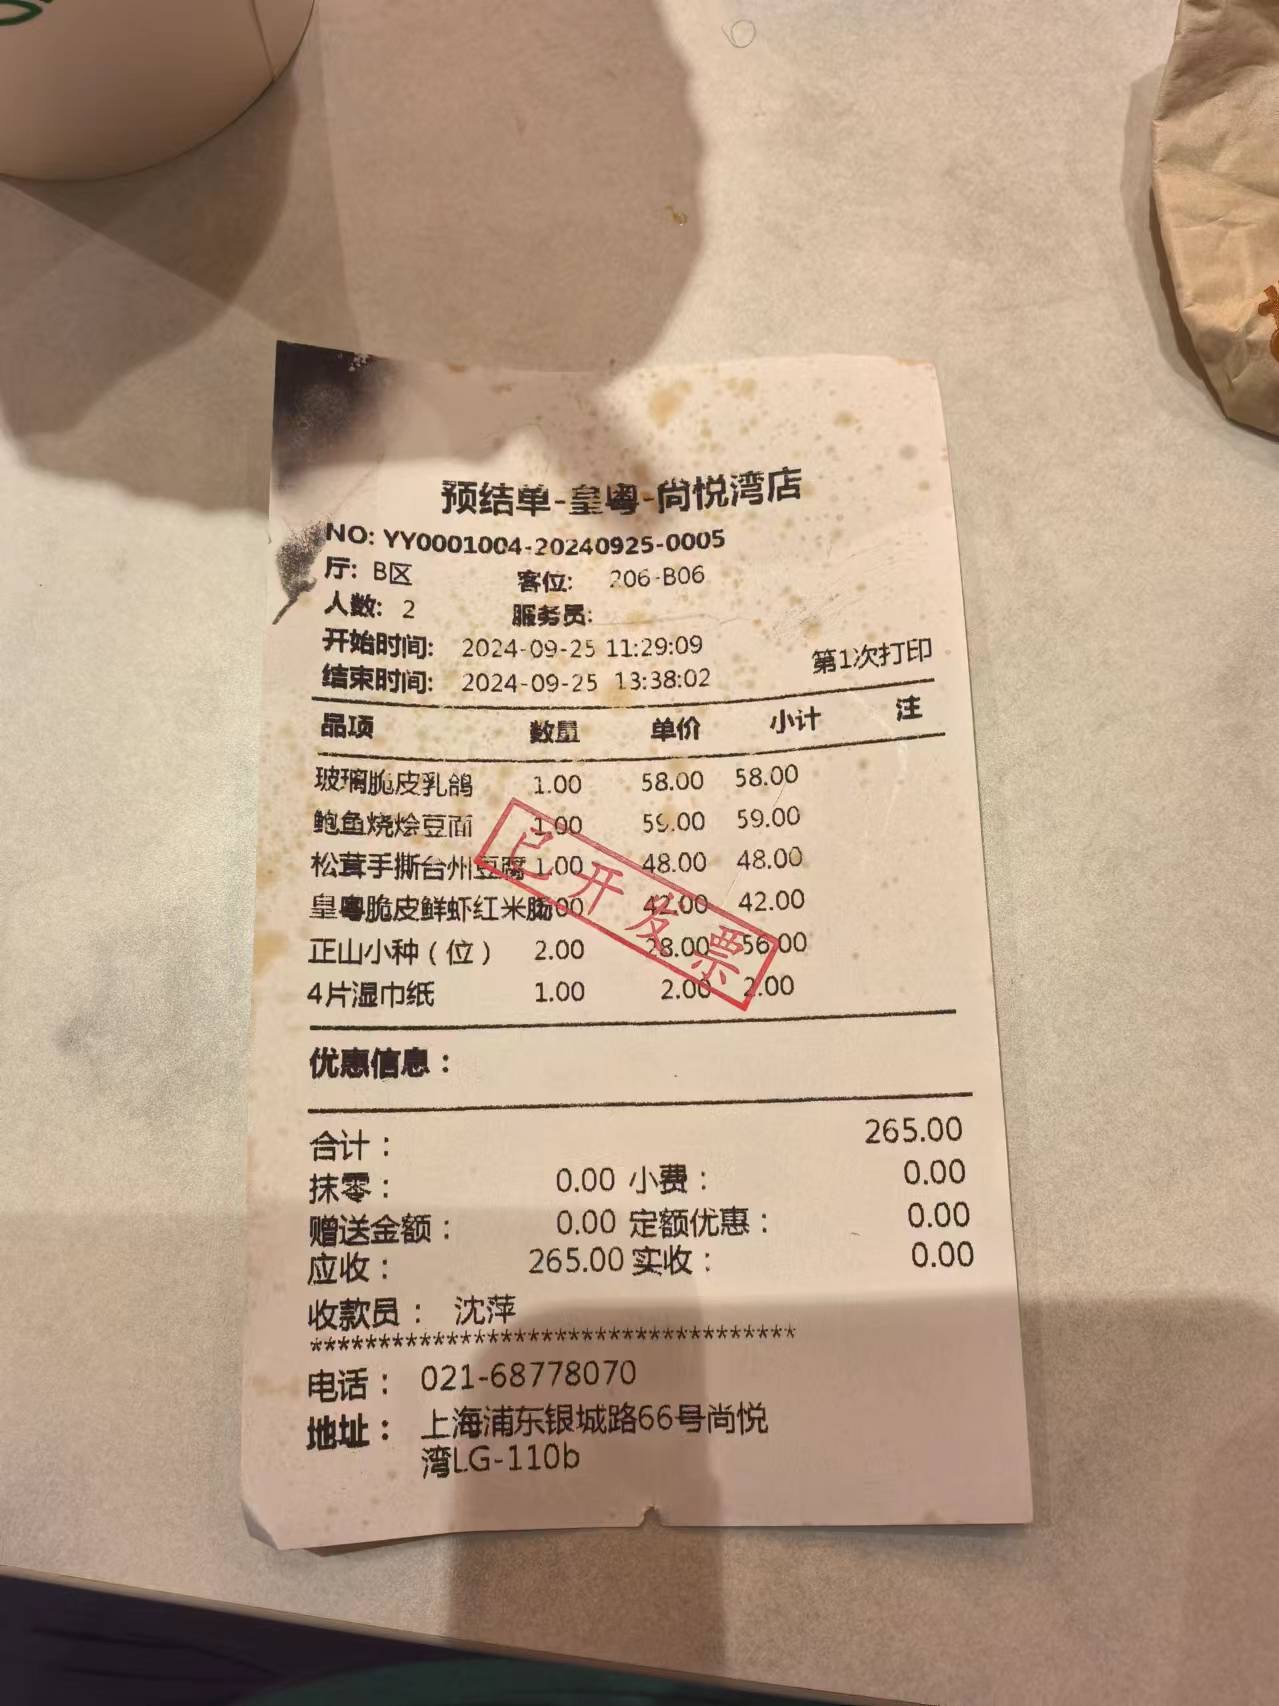 预结单-皇粤-尚悦湾店
NO: YY0001004-20240925-0005
厅: B区 客位: 206-B06
人数: 2 服务员:
开始时间: 2024-09-25 11:29:09
第1次打印
结束时间: 2024-09-25 13:38:02
品项 数量 单价 小计 注
玻璃脆皮乳鸽 1.00 58.00 58.00
鲍鱼烧烩豆面 1.00 59.00 59.00
松茸手撕台州豆腐 1.00 48.00 48.00
皇粤脆皮鲜虾红米肠 .00 42.00 42.00
正山小种（位） 2.00 28.00 56.00
4片湿巾纸 1.00 2.00 2.00
已开发票
优惠信息：
合计： 265.00
抹零： 0.00 小费： 0.00
赠送金额： 0.00 定额优惠： 0.00
应收： 265.00 实收： 0.00
收款员： 沈萍
************************************
电话： 021-68778070
地址： 上海浦东银城路66号尚悦
湾LG-110b